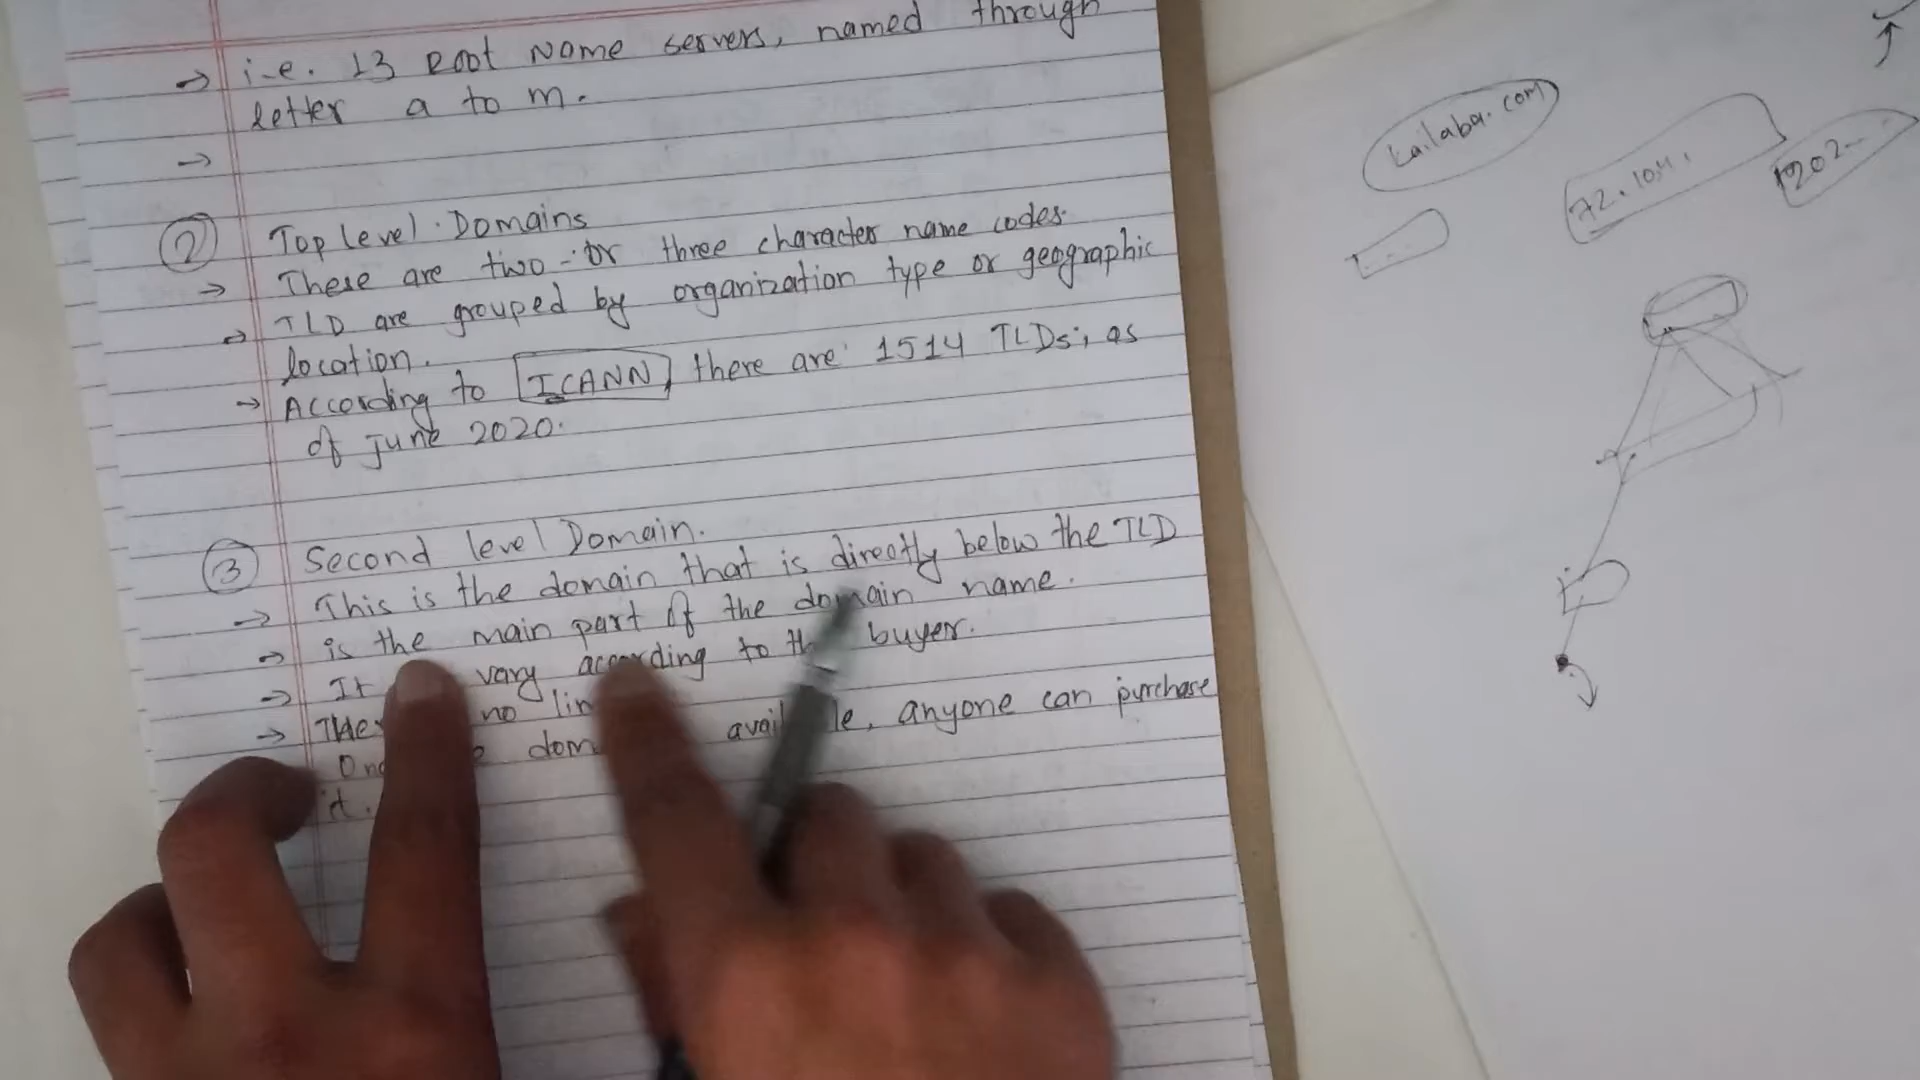 → i.e. 13 Root Name servers, named through
letter a to m.
→
② Top level Domains
→ These are two or three character name codes.
→ TLD are grouped by organization type or geographic
location.
→ According to ICANN, there are 1514 TLDs, as
of June 2020.
③ Second level Domain.
→ This is the domain that is directly below the TLD
→ is the main part of the domain name.
→ It vary according to the buyer.
→ no
available, anyone can purchase
it.
kailaba.com
72.104.
202..